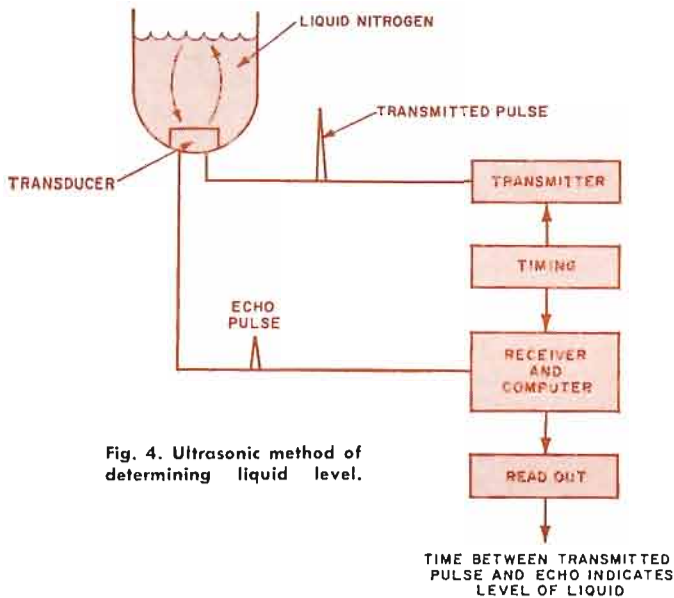 LIQUID NITROGEN
TRANSMITTED PULSE
TRANSDUCER
TRANSMITTER
TIMING
ECHO
PULSE
RECEIVER
AND
COMPUTER
Fig. 4. Ultrasonic method of
determining liquid level.
READ OUT
TIME BETWEEN TRANSMITTED
PULSE AND ECHO INDICATES
LEVEL OF LIQUID